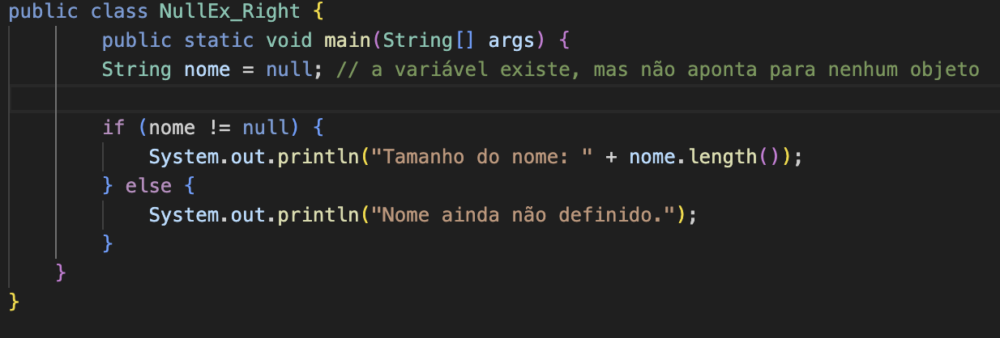 public class NullEx_Right {
public static void main(String[] args) {
String nome = null; // a variável existe, mas não aponta para nenhum objeto
if (nome != null) {
System.out.println("Tamanho do nome: " + nome.length());
} else {
System.out.println("Nome ainda não definido.");
}
}
}